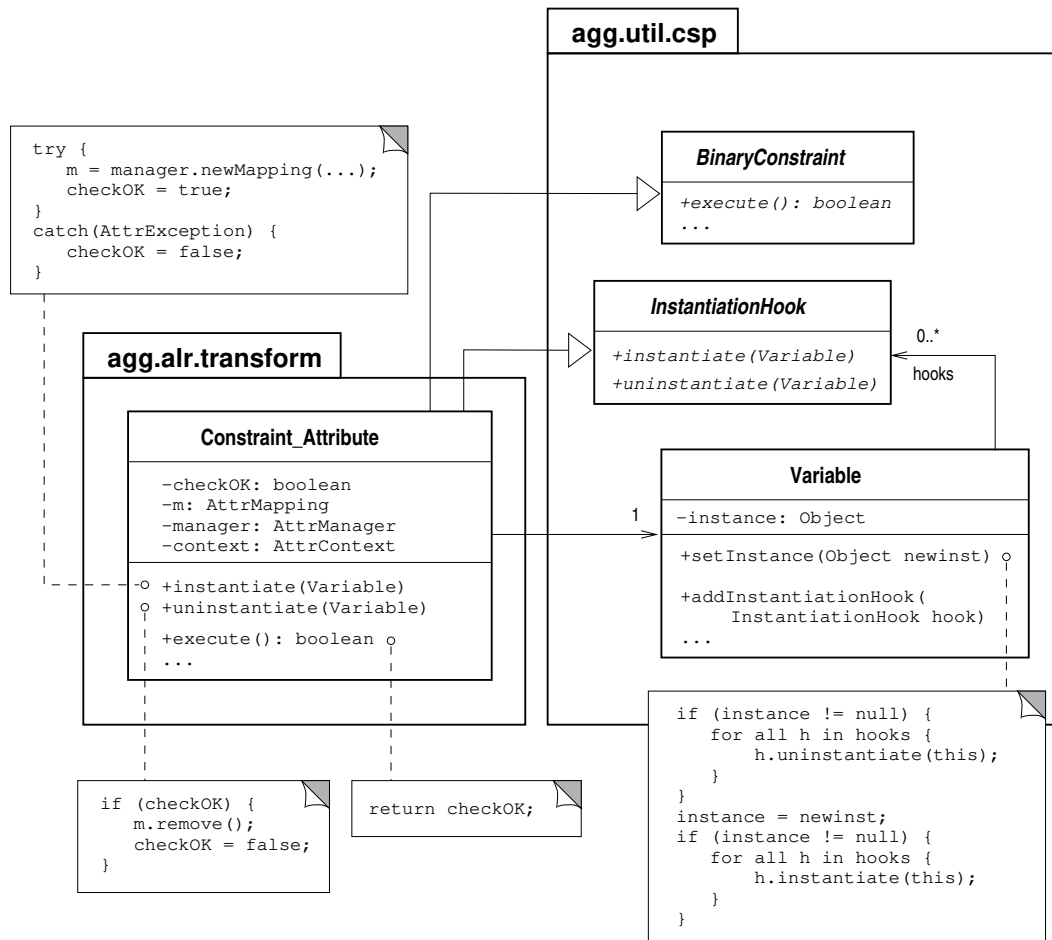 agg.util.csp
try {
   m = manager.newMapping(...);
   checkOK = true;
}
catch(AttrException) {
   checkOK = false;
}
BinaryConstraint
+execute(): boolean
...
InstantiationHook
+instantiate(Variable)
+uninstantiate(Variable)
0..*
hooks
agg.alr.transform
Constraint_Attribute
-checkOK: boolean
-m: AttrMapping
-manager: AttrManager
-context: AttrContext
+instantiate(Variable)
+uninstantiate(Variable)
+execute(): boolean
...
1
Variable
-instance: Object
+setInstance(Object newinst)
+addInstantiationHook(
     InstantiationHook hook)
...
if (checkOK) {
   m.remove();
   checkOK = false;
}
return checkOK;
if (instance != null) {
   for all h in hooks {
       h.uninstantiate(this);
   }
}
instance = newinst;
if (instance != null) {
   for all h in hooks {
       h.instantiate(this);
   }
}